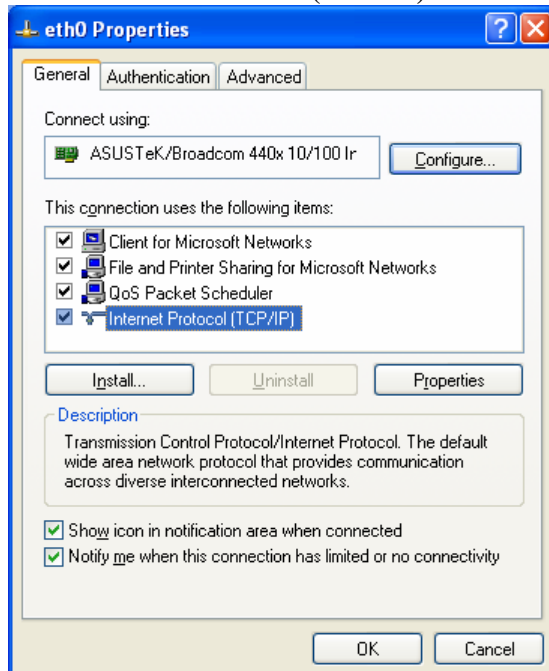 eth0 Properties
General Authentication Advanced
Connect using:
ASUSTeK/Broadcom 440x 10/100 Ir Configure...
This connection uses the following items:
Client for Microsoft Networks
File and Printer Sharing for Microsoft Networks
QoS Packet Scheduler
Internet Protocol (TCP/IP)
Install... Uninstall Properties
Description
Transmission Control Protocol/Internet Protocol. The default
wide area network protocol that provides communication
across diverse interconnected networks.
Show icon in notification area when connected
Notify me when this connection has limited or no connectivity
OK Cancel